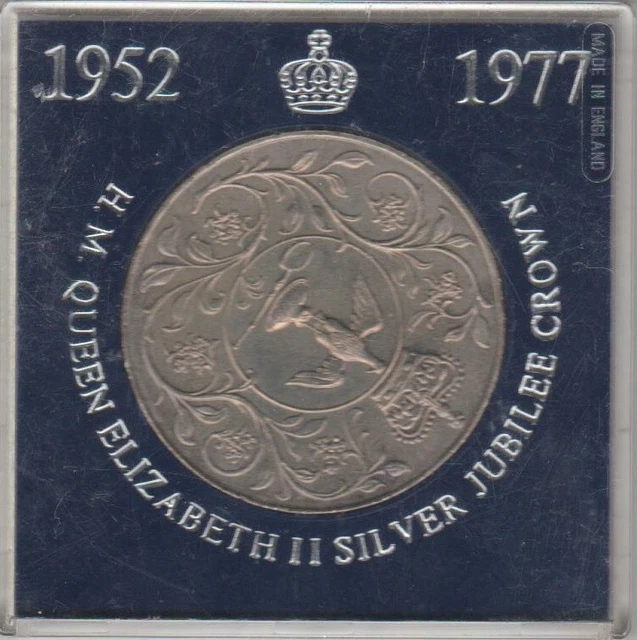 1952
1977
MADE IN ENGLAND
H.M. QUEEN ELIZABETH II SILVER JUBILEE CROWN